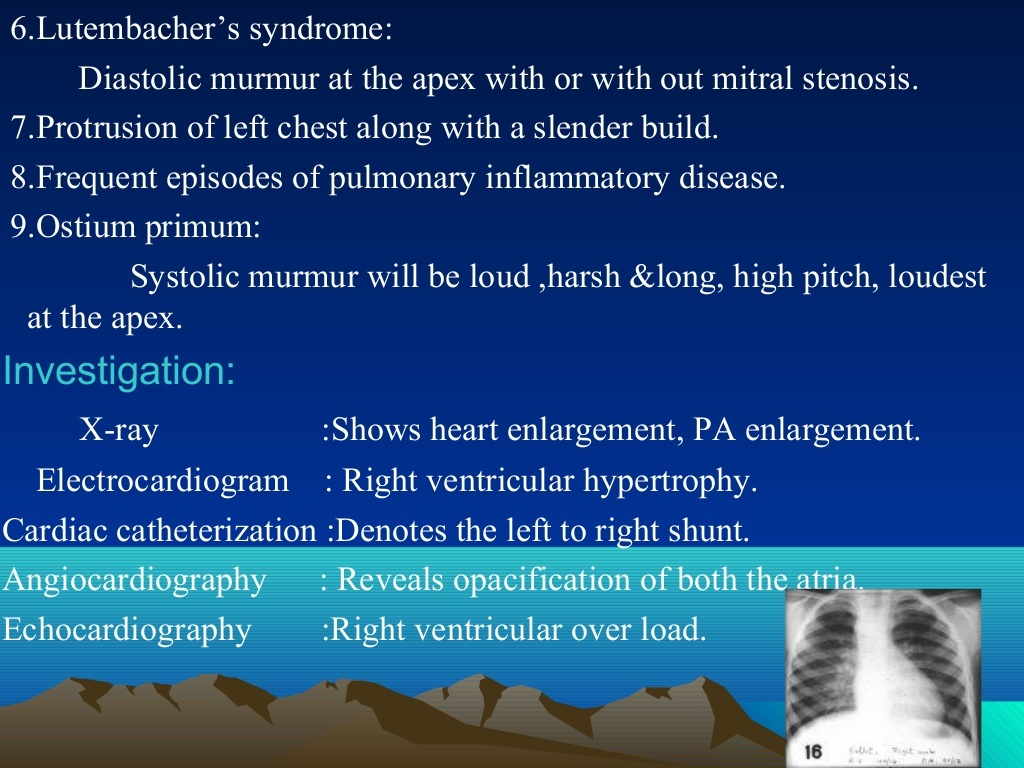 6.Lutembacher’s syndrome:
Diastolic murmur at the apex with or with out mitral stenosis.
7.Protrusion of left chest along with a slender build.
8.Frequent episodes of pulmonary inflammatory disease.
9.Ostium primum:
Systolic murmur will be loud ,harsh &long, high pitch, loudest
at the apex.
Investigation:
X-ray :Shows heart enlargement, PA enlargement.
Electrocardiogram : Right ventricular hypertrophy.
Cardiac catheterization :Denotes the left to right shunt.
Angiocardiography : Reveals opacification of both the atria.
Echocardiography :Right ventricular over load.
16